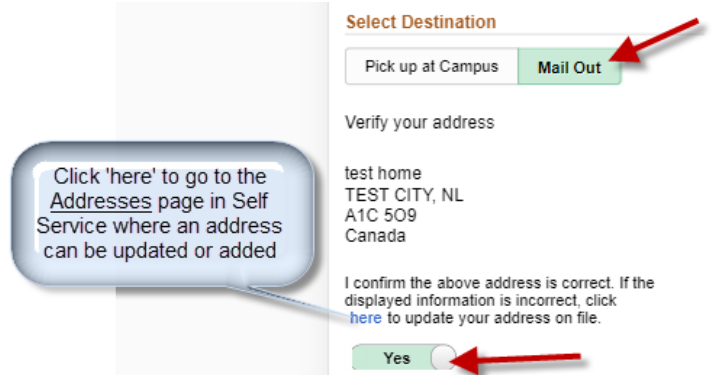 Select Destination
Pick up at Campus Mail Out
Verify your address
test home
TEST CITY, NL
A1C 5O9
Canada
Click 'here' to go to the
Addresses page in Self
Service where an address
can be updated or added
I confirm the above address is correct. If the
displayed information is incorrect, click
here to update your address on file.
Yes